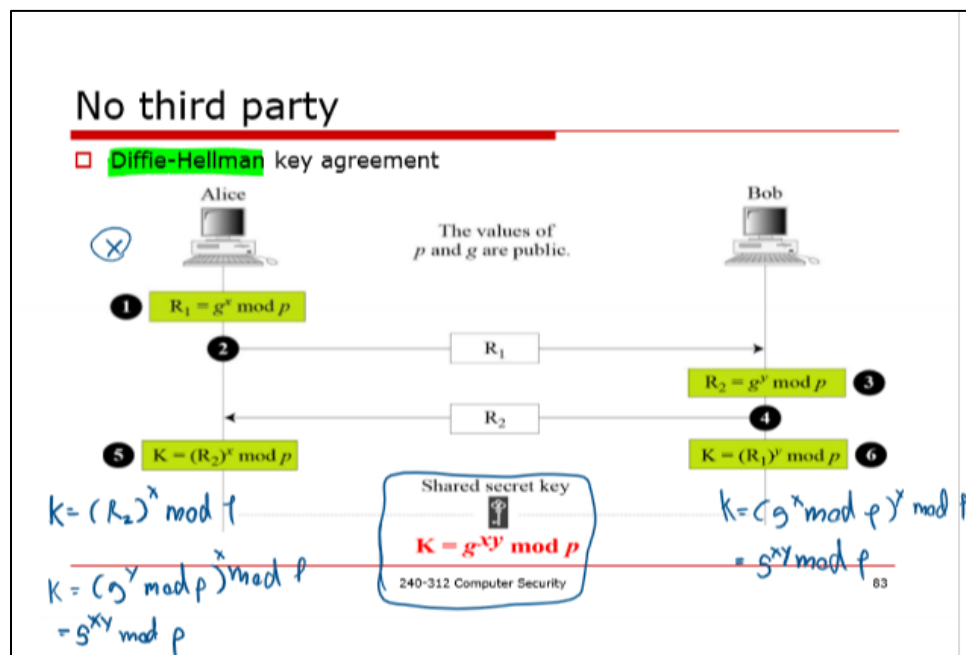 No third party
Diffie-Hellman key agreement
Alice
Bob
x
The values of
p and g are public.
1 R₁ = gˣ mod p
2 R₁
R₂ = gʸ mod p 3
R₂ 4
5 K = (R₂)ˣ mod p
K = (R₁)ʸ mod p 6
Shared secret key
K = gˣʸ mod p
K = (R₂)ˣ mod p
K = (gʸ mod p)ˣ mod p
= gˣʸ mod p
K = (gˣ mod p)ʸ mod p
= gˣʸ mod p
240-312 Computer Security
83